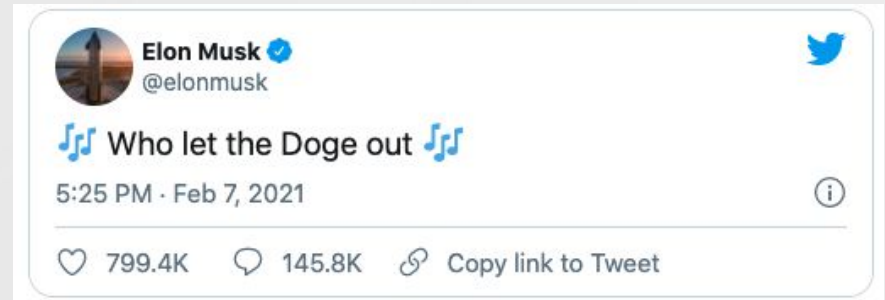 Elon Musk
@elonmusk
🎶 Who let the Doge out 🎶
5:25 PM · Feb 7, 2021
799.4K 145.8K Copy link to Tweet